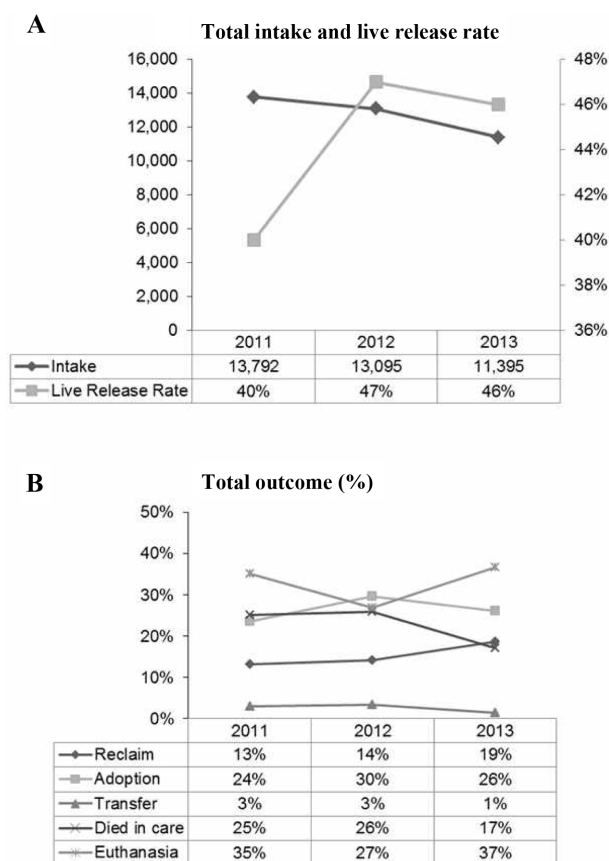 A
Total intake and live release rate
16,000
14,000
12,000
10,000
8,000
6,000
4,000
2,000
0
48%
46%
44%
42%
40%
38%
36%
2011 2012 2013
Intake 13,792 13,095 11,395
Live Release Rate 40% 47% 46%
B
Total outcome (%)
50%
40%
30%
20%
10%
0%
2011 2012 2013
Reclaim 13% 14% 19%
Adoption 24% 30% 26%
Transfer 3% 3% 1%
Died in care 25% 26% 17%
Euthanasia 35% 27% 37%